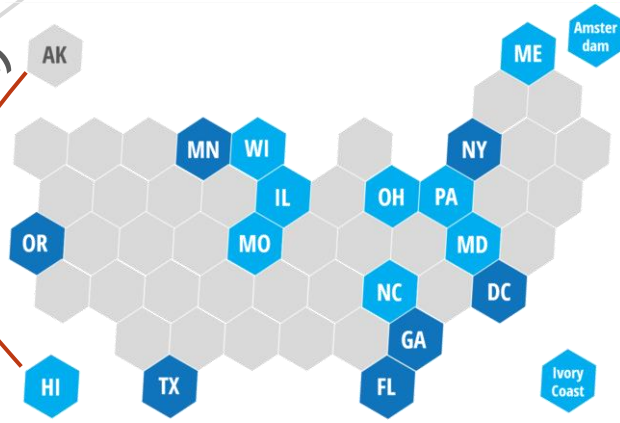 Amster
dam
ME
AK
MN
WI
NY
IL
OH
PA
OR
MO
MD
NC
DC
GA
HI
TX
FL
Ivory
Coast